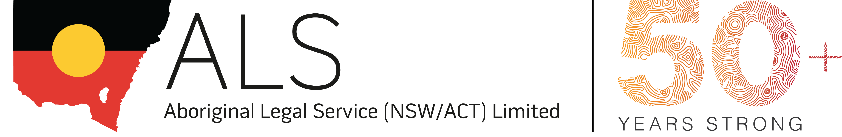 ALS
Aboriginal Legal Service (NSW/ACT) Limited
50+
YEARS STRONG